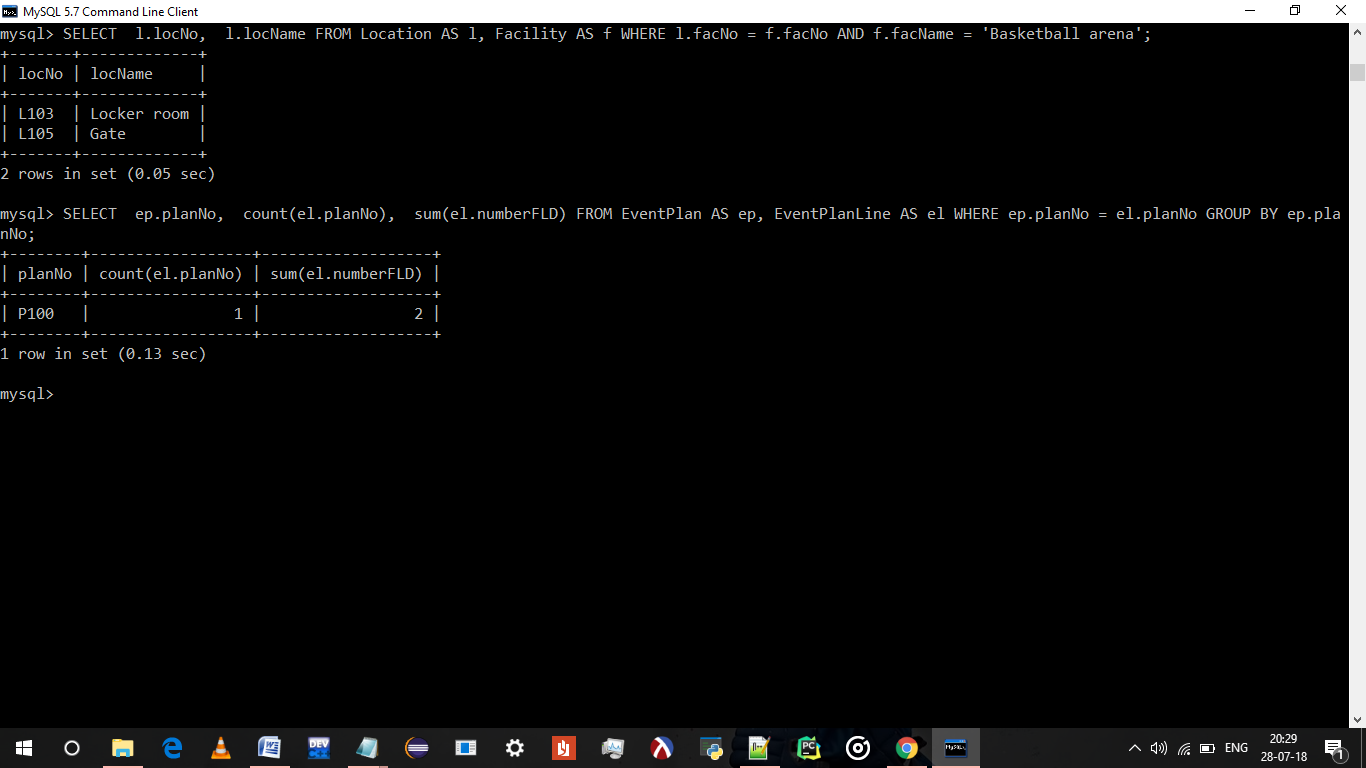 MySQL 5.7 Command Line Client
mysql> SELECT  l.locNo,  l.locName FROM Location AS l, Facility AS f WHERE l.facNo = f.facNo AND f.facName = 'Basketball arena';
+-------+-------------+
| locNo | locName     |
+-------+-------------+
| L103  | Locker room |
| L105  | Gate        |
+-------+-------------+
2 rows in set (0.05 sec)
mysql> SELECT  ep.planNo,  count(el.planNo),  sum(el.numberFLD) FROM EventPlan AS ep, EventPlanLine AS el WHERE ep.planNo = el.planNo GROUP BY ep.pla
nNo;
+--------+------------------+-------------------+
| planNo | count(el.planNo) | sum(el.numberFLD) |
+--------+------------------+-------------------+
| P100   |                1 |                 2 |
+--------+------------------+-------------------+
1 row in set (0.13 sec)
mysql>
DEV
PC
MySQL
ENG
20:29
28-07-18
1